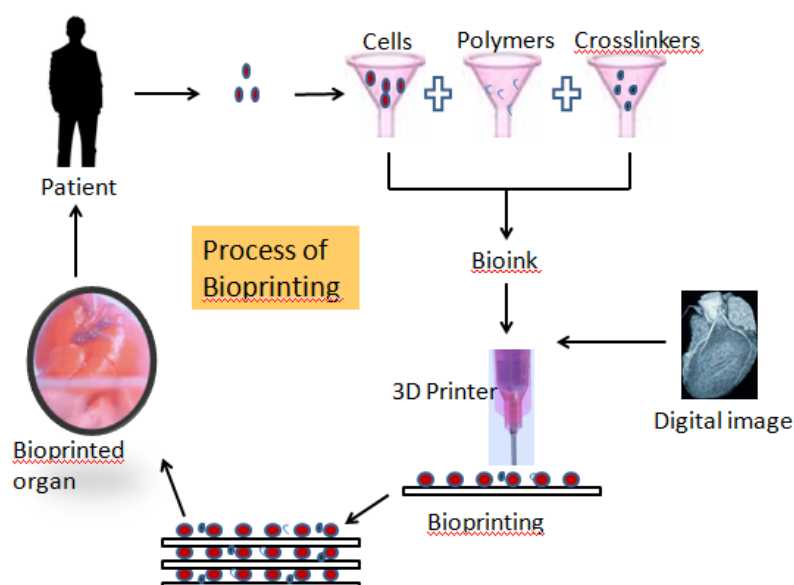 Cells
Polymers
Crosslinkers
Patient
Process of
Bioprinting
Bioink
3D Printer
Digital image
Bioprinted
organ
Bioprinting